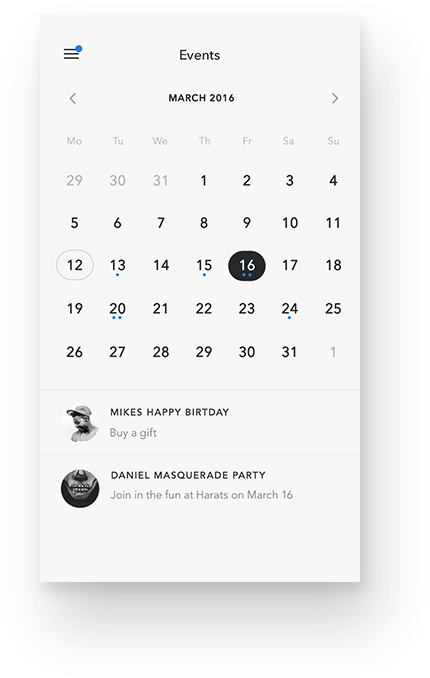 Events
MARCH 2016
Mo Tu We Th Fr Sa Su
29 30 31 1 2 3 4
5 6 7 8 9 10 11
12 13 14 15 16 17 18
19 20 21 22 23 24 25
26 27 28 29 30 31 1
MIKES HAPPY BIRTDAY
Buy a gift
DANIEL MASQUERADE PARTY
Join in the fun at Harats on March 16